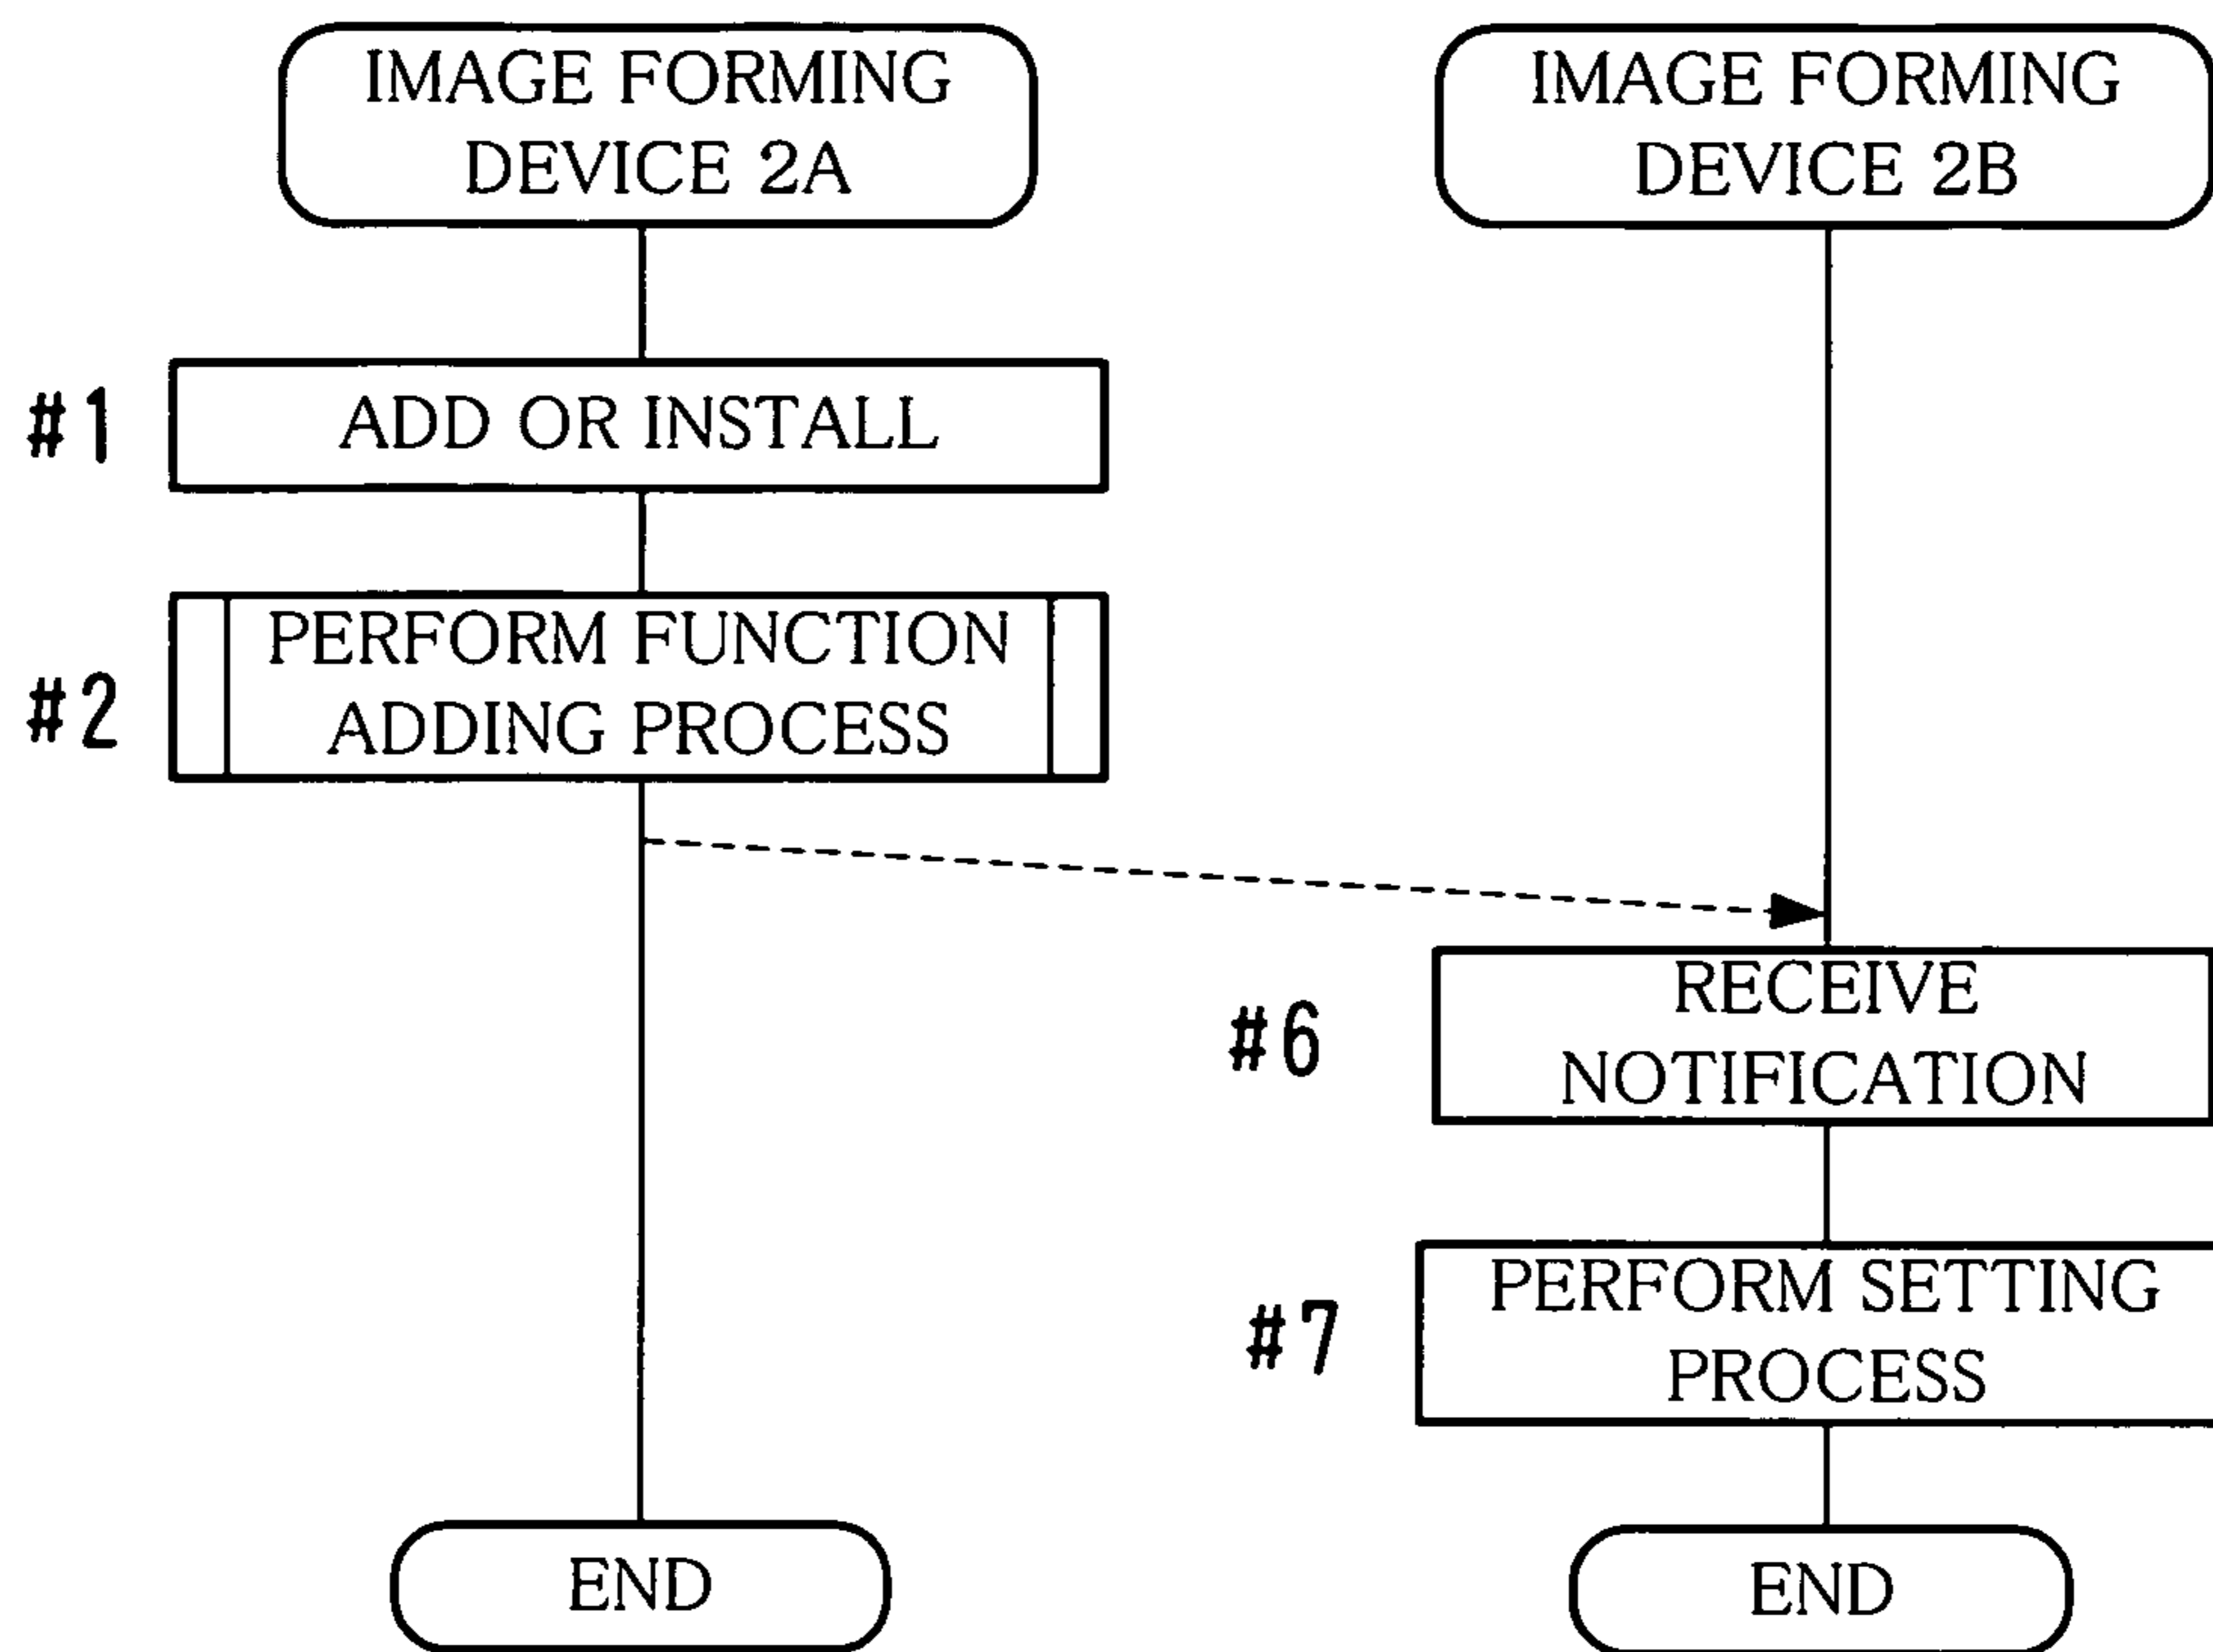 IMAGE FORMING
DEVICE 2A
IMAGE FORMING
DEVICE 2B
#1
ADD OR INSTALL
#2
PERFORM FUNCTION
ADDING PROCESS
#6
RECEIVE
NOTIFICATION
#7
PERFORM SETTING
PROCESS
END
END